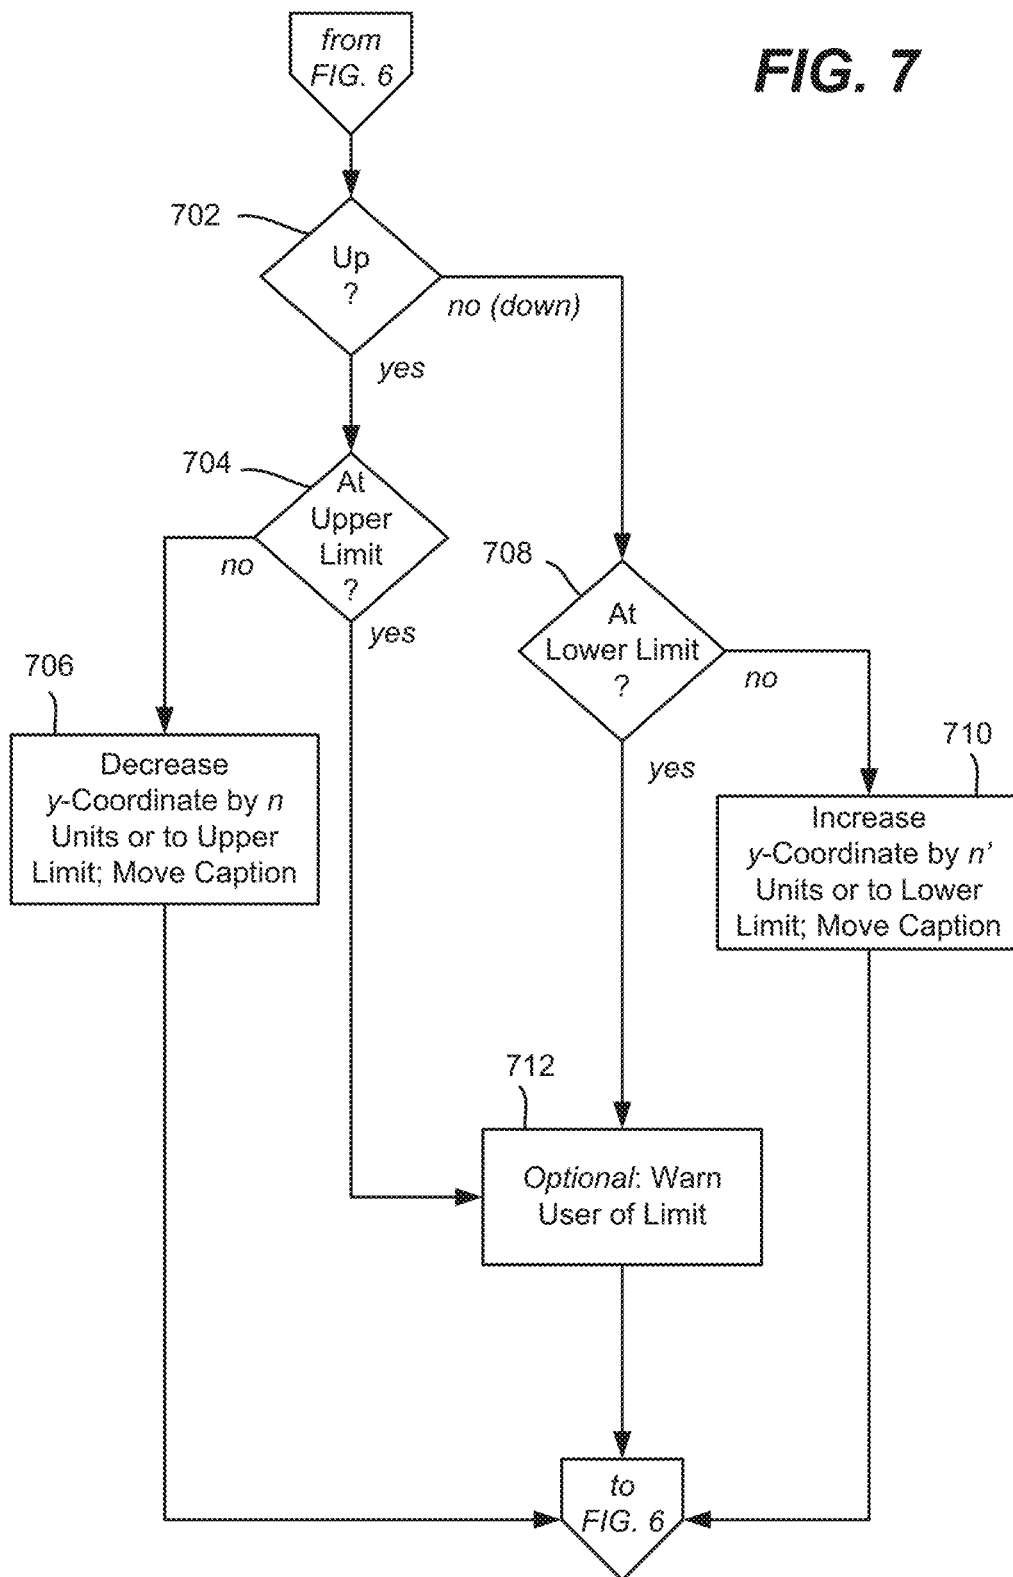 from
FIG. 6
FIG. 7
702
Up
?
no (down)
yes
704
At
Upper
Limit
?
no
yes
708
At
Lower Limit
?
no
yes
706
Decrease
y-Coordinate by n
Units or to Upper
Limit; Move Caption
710
Increase
y-Coordinate by n’
Units or to Lower
Limit; Move Caption
712
Optional: Warn
User of Limit
to
FIG. 6